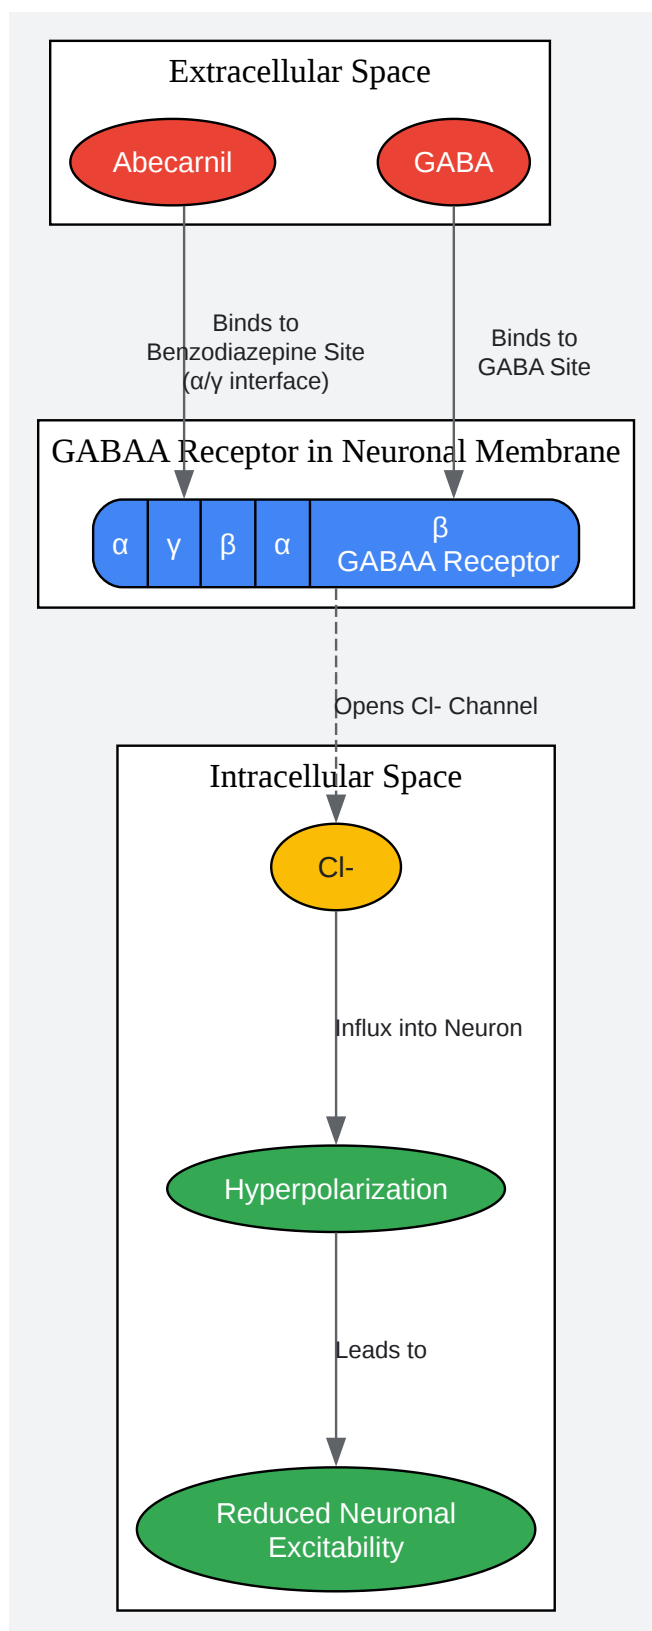 Extracellular Space
Abecarnil
GABA
Binds to
Benzodiazepine Site
(α/γ interface)
Binds to
GABA Site
GABAA Receptor in Neuronal Membrane
α
γ
β
α
β
GABAA Receptor
Opens Cl- Channel
Intracellular Space
Cl-
Influx into Neuron
Hyperpolarization
Leads to
Reduced Neuronal
Excitability